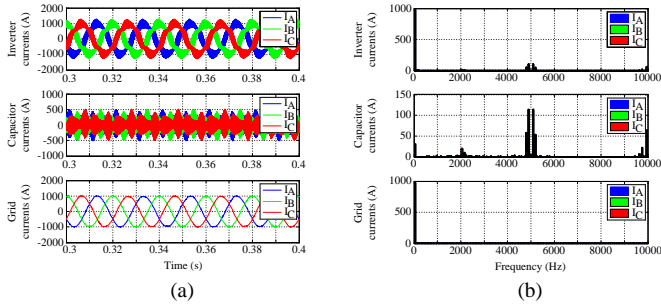 Inverter
currents (A)
2000
1000
0
-1000
-2000
0.3 0.32 0.34 0.36 0.38 0.4
I_A
I_B
I_C
Capacitor
currents (A)
1000
500
0
-500
-1000
0.3 0.32 0.34 0.36 0.38 0.4
I_A
I_B
I_C
Grid
currents (A)
2000
1000
0
-1000
-2000
0.3 0.32 0.34 0.36 0.38 0.4
I_A
I_B
I_C
Time (s)
(a)
Inverter
currents (A)
1000
500
0
0 2000 4000 6000 8000 10000
I_A
I_B
I_C
Capacitor
currents (A)
150
100
50
0
0 2000 4000 6000 8000 10000
I_A
I_B
I_C
Grid
currents (A)
1000
500
0
0 2000 4000 6000 8000 10000
I_A
I_B
I_C
Frequency (Hz)
(b)